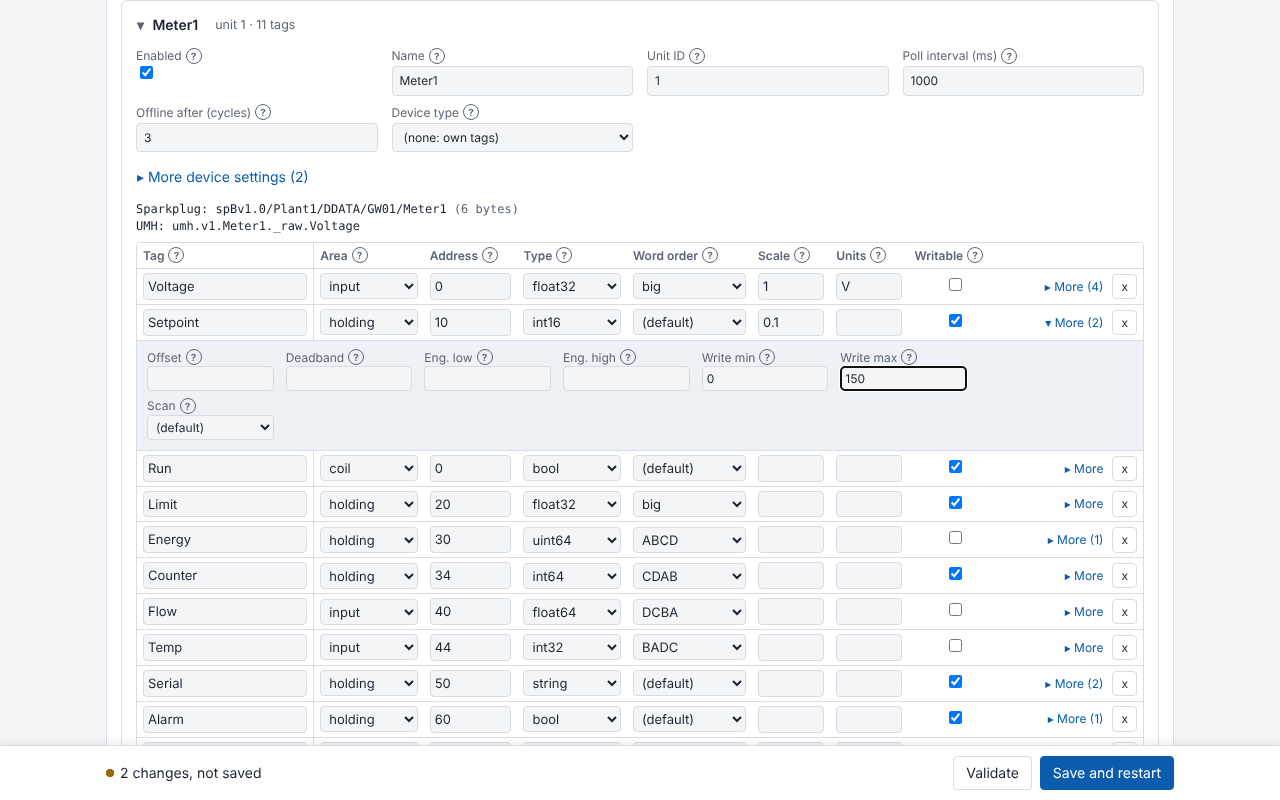 ▾ Meter1 unit 1 · 11 tags
Enabled ? Name ? Unit ID ? Poll interval (ms) ?
Meter1 1 1000
Offline after (cycles) ? Device type ?
3 (none: own tags)
▸ More device settings (2)
Sparkplug: spBv1.0/Plant1/DDATA/GW01/Meter1 (6 bytes)
UMH: umh.v1.Meter1._raw.Voltage
Tag ? Area ? Address ? Type ? Word order ? Scale ? Units ? Writable ?
Voltage input 0 float32 big 1 V ▸ More (4) x
Setpoint holding 10 int16 (default) 0.1 ▾ More (2) x
Offset ? Deadband ? Eng. low ? Eng. high ? Write min ? Write max ?
0 150
Scan ?
(default)
Run coil 0 bool (default) ▸ More x
Limit holding 20 float32 big ▸ More x
Energy holding 30 uint64 ABCD ▸ More (1) x
Counter holding 34 int64 CDAB ▸ More x
Flow input 40 float64 DCBA ▸ More x
Temp input 44 int32 BADC ▸ More x
Serial holding 50 string (default) ▸ More (2) x
Alarm holding 60 bool (default) ▸ More (1) x
2 changes, not saved Validate Save and restart